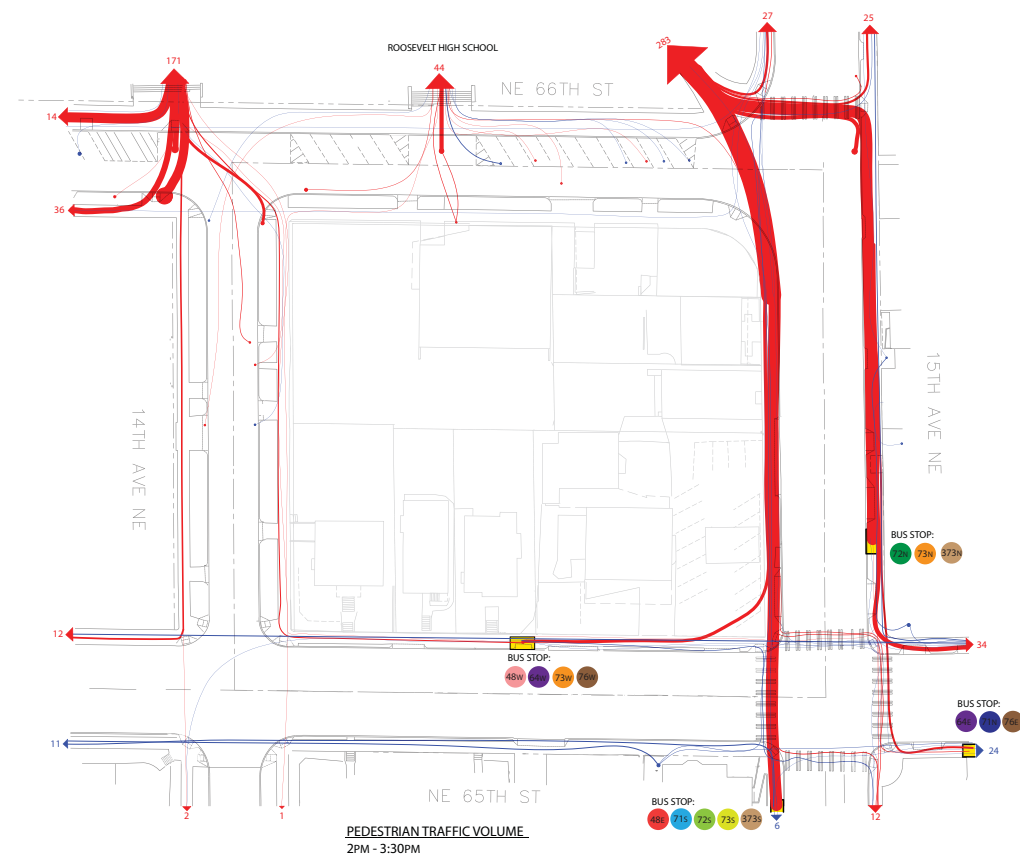 27
25
283
ROOSEVELT HIGH SCHOOL
171
44
NE 66TH ST
14
36
15TH AVE NE
14TH AVE NE
BUS STOP:
72N 73N 373N
12
34
BUS STOP:
48W 64W 73W 76W
BUS STOP:
64E 71N 76E
11
24
NE 65TH ST
BUS STOP:
48E 71S 72S 73S 373S
2
1
6
12
PEDESTRIAN TRAFFIC VOLUME
2PM - 3:30PM